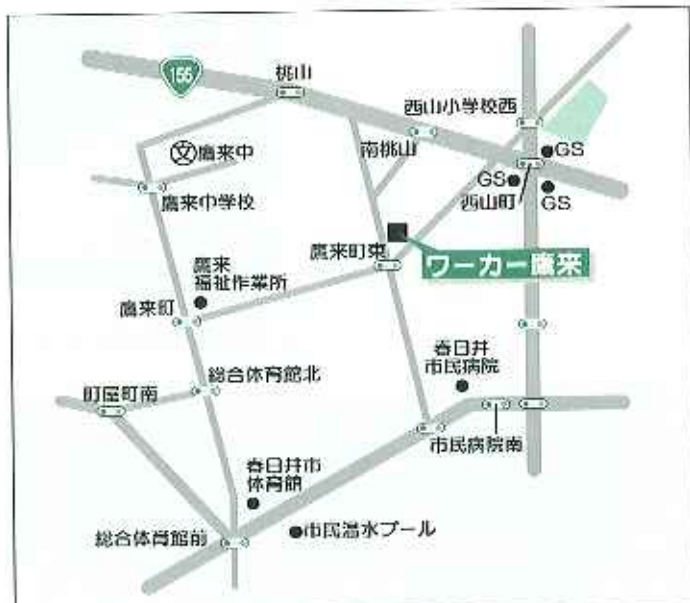 155
桃山
西山小学校西
文鷹来中
南桃山
GS
GS
西山町
GS
鷹来中学校
鷹来町東
ワーカー鷹来
鷹来
福祉作業所
鷹来町
春日井
市民病院
総合体育館北
町屋町南
市民病院南
春日井市
体育館
総合体育館前
市民温水プール